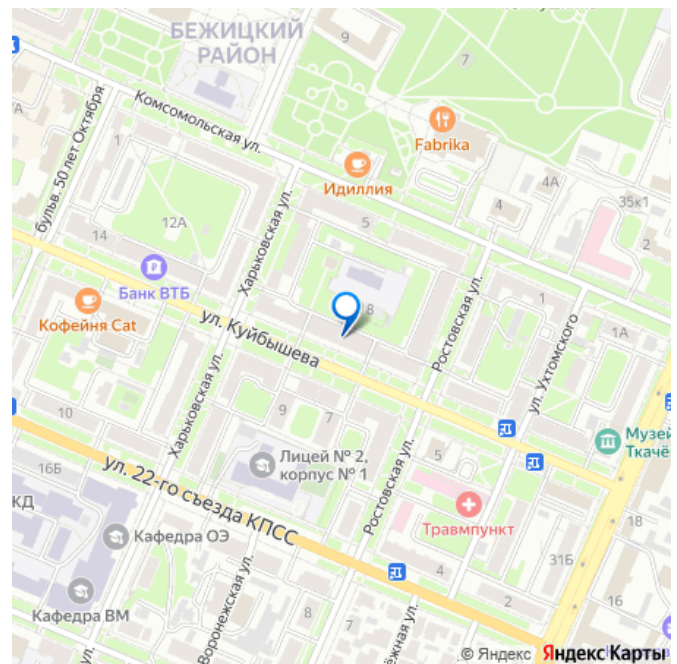 БЕЖИЦКИЙ
РАЙОН
9
7
Комсомольская ул.
Fabrika
бульв. 50 лет Октября
1
Идиллия
4А
35к1
Харьковская ул.
12А
5
4
2
14
Банк ВТБ
8
Ростовская ул.
1
1А
Кофейня Cat
ул. Куйбышева
ул. Ухтомского
Харьковская ул.
10
9
7
Музей
Ткачё
16Б
Лицей № 2,
корпус № 1
5
ул. 22-го съезда КПСС
Ростовская ул.
Травмпункт
КД
Кафедра ОЭ
18
31Б
4
Кафедра ВМ
Воронежская ул.
8
7
2
16
ёжная ул.
© Яндекс Яндекс Карты